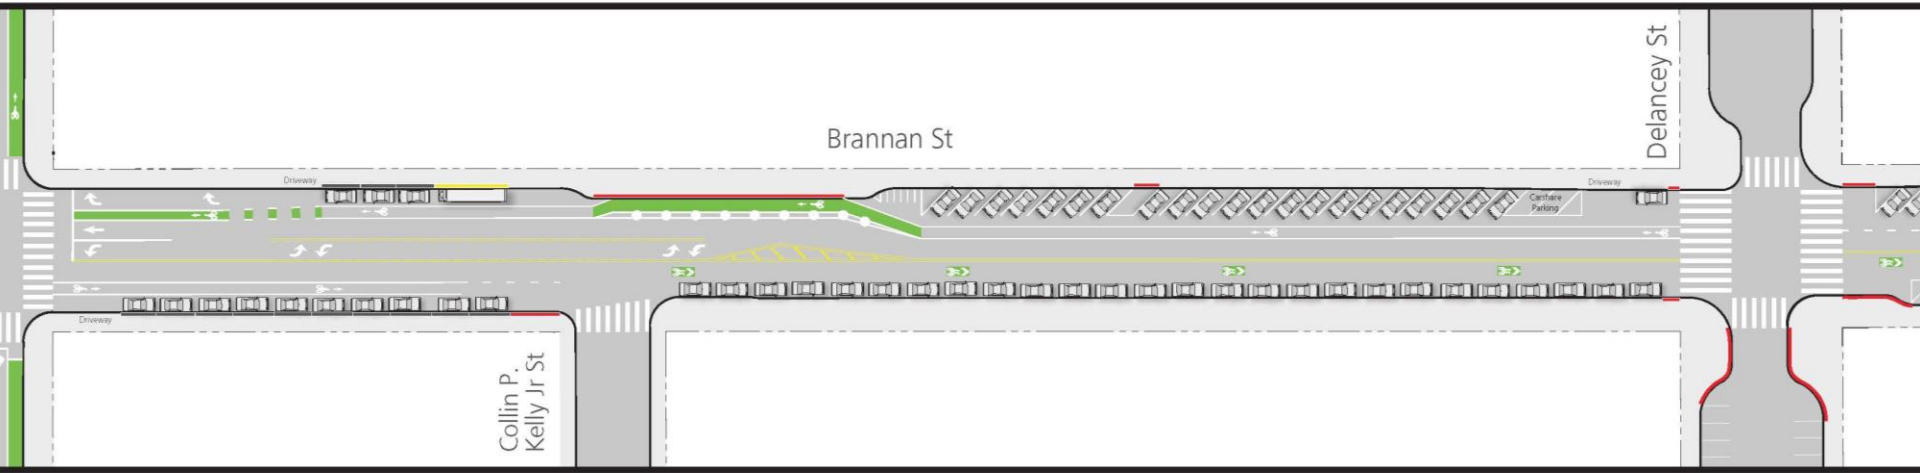 Delancey St
Brannan St
Driveway
Driveway
Carshare
Parking
Driveway
Collin P.
Kelly Jr St